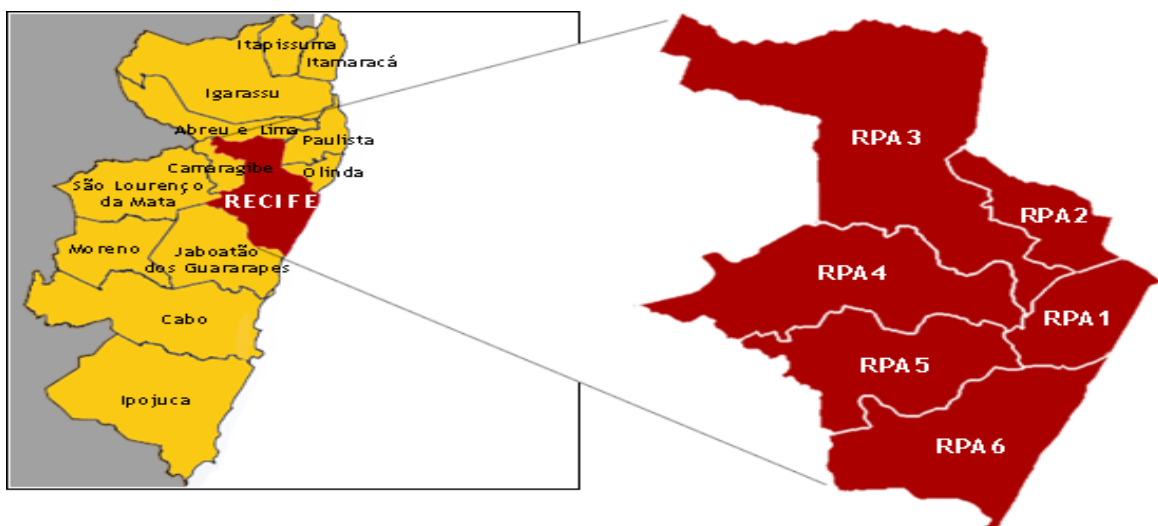 Itapissuma
Itamaracá
Igarassu
Abreu e Lima
Paulista
Camaragibe
Olinda
São Lourenço
da Mata
RECIFE
Moreno
Jaboatão
dos Guararapes
Cabo
Ipojuca
RPA 3
RPA 2
RPA 4
RPA 1
RPA 5
RPA 6